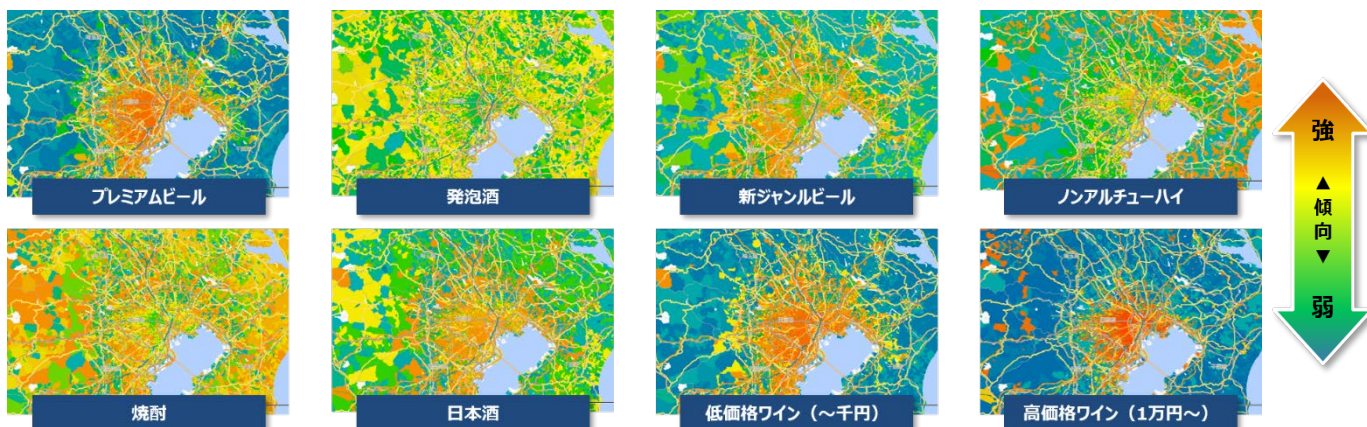 プレミアムビール
発泡酒
新ジャンルビール
ノンアルチューハイ
焼酎
日本酒
低価格ワイン（～千円）
高価格ワイン（1万円～）
強
▲
傾
向
▼
弱